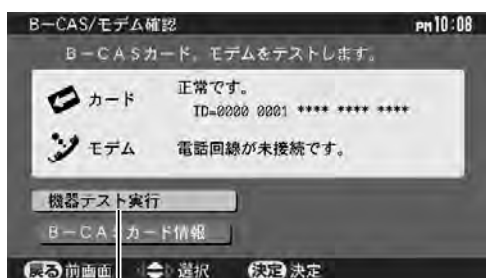 B－CAS/モデム確認 PM10:08
B－CASカード，モデムをテストします。
カード 正常です。
ID=0000 0001 **** **** ****
モデム 電話回線が未接続です。
機器テスト実行
B－CASカード情報
戻る 前画面 選択 決定 決定